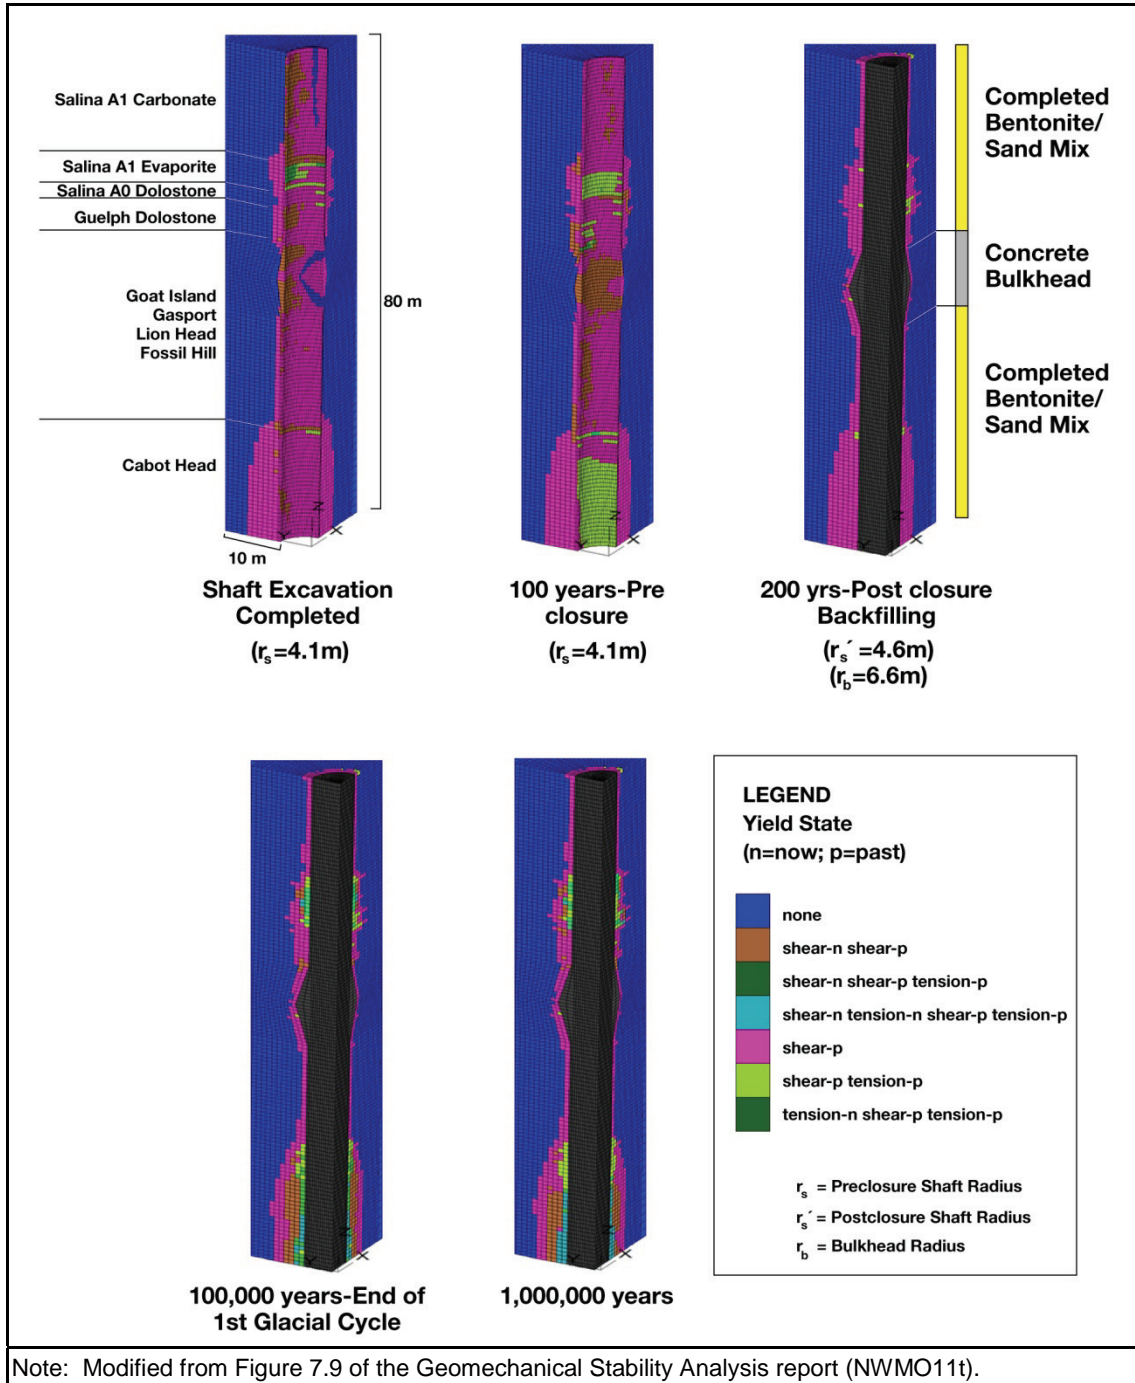 Salina A1 Carbonate
Salina A1 Evaporite
Salina A0 Dolostone
Guelph Dolostone
Goat Island
Gasport
Lion Head
Fossil Hill
Cabot Head
80 m
10 m
Z
Y
X
Shaft Excavation
Completed
(rs=4.1m)
Z
Y
X
100 years-Pre
closure
(rs=4.1m)
Z
Y
X
200 yrs-Post closure
Backfilling
(rs´ =4.6m)
(rb=6.6m)
Completed
Bentonite/
Sand Mix
Concrete
Bulkhead
Completed
Bentonite/
Sand Mix
Z
Y
X
100,000 years-End of
1st Glacial Cycle
Z
Y
X
1,000,000 years
LEGEND
Yield State
(n=now; p=past)
none
shear-n shear-p
shear-n shear-p tension-p
shear-n tension-n shear-p tension-p
shear-p
shear-p tension-p
tension-n shear-p tension-p
rs = Preclosure Shaft Radius
rs´ = Postclosure Shaft Radius
rb = Bulkhead Radius
Note: Modified from Figure 7.9 of the Geomechanical Stability Analysis report (NWMO11t).